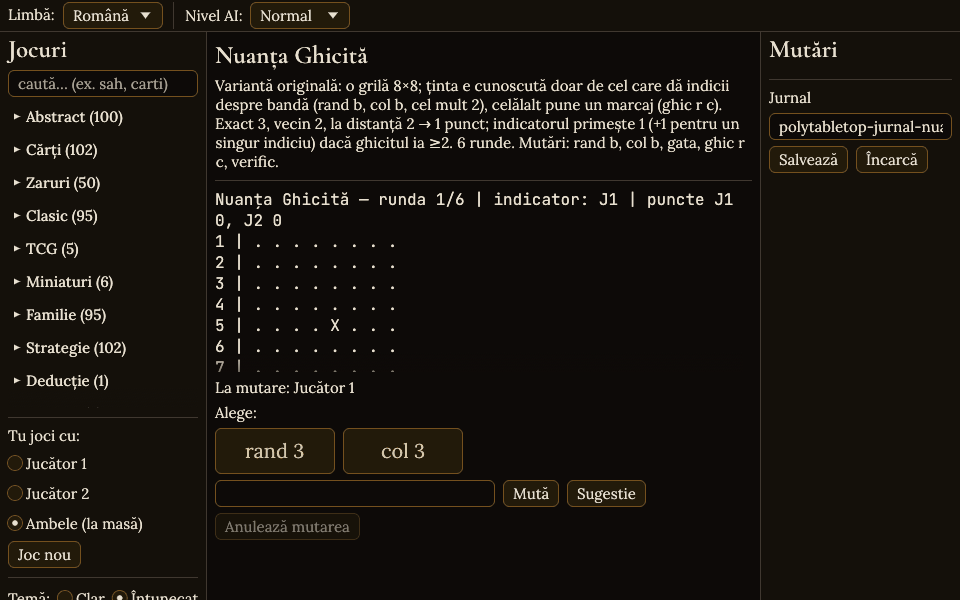 Limbă: Română ▼ Nivel AI: Normal ▼
Jocuri
caută... (ex. sah, carti)
▸ Abstract (100)
▸ Cărți (102)
▸ Zaruri (50)
▸ Clasic (95)
▸ TCG (5)
▸ Miniaturi (6)
▸ Familie (95)
▸ Strategie (102)
▸ Deducție (1)
Tu joci cu:
Jucător 1
Jucător 2
Ambele (la masă)
Joc nou
Temă: Clar Întunecat
Nuanța Ghicită
Variantă originală: o grilă 8×8; ținta e cunoscută doar de cel care dă indicii
despre bandă (rand b, col b, cel mult 2), celălalt pune un marcaj (ghic r c).
Exact 3, vecin 2, la distanță 2 → 1 punct; indicatorul primește 1 (+1 pentru un
singur indiciu) dacă ghicitul ia ≥2. 6 runde. Mutări: rand b, col b, gata, ghic r
c, verific.
Nuanța Ghicită — runda 1/6 | indicator: J1 | puncte J1
0, J2 0
1 | . . . . . . . .
2 | . . . . . . . .
3 | . . . . . . . .
4 | . . . . . . . .
5 | . . . . X . . .
6 | . . . . . . . .
7 | . . . . . . . .
La mutare: Jucător 1
Alege:
rand 3 col 3
Mută Sugestie
Anulează mutarea
Mutări
Jurnal
polytabletop-jurnal-nua
Salvează Încarcă